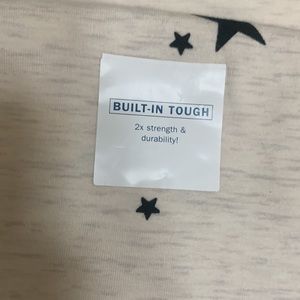 BUILT-IN TOUGH
2x strength &
durability!